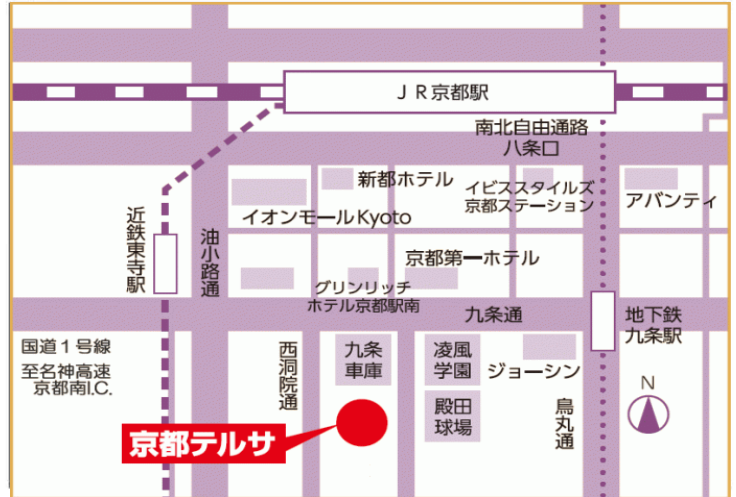 JR京都駅
南北自由通路
八条口
新都ホテル
イビススタイルズ
京都ステーション
アバンティ
イオンモールKyoto
近鉄東寺駅
油小路通
京都第一ホテル
グリンリッチ
ホテル京都駅南
九条通
地下鉄
九条駅
国道1号線
至名神高速
京都南I.C.
西洞院通
九条
車庫
凌風
学園
ジョーシン
殿田
球場
烏丸通
N
京都テルサ